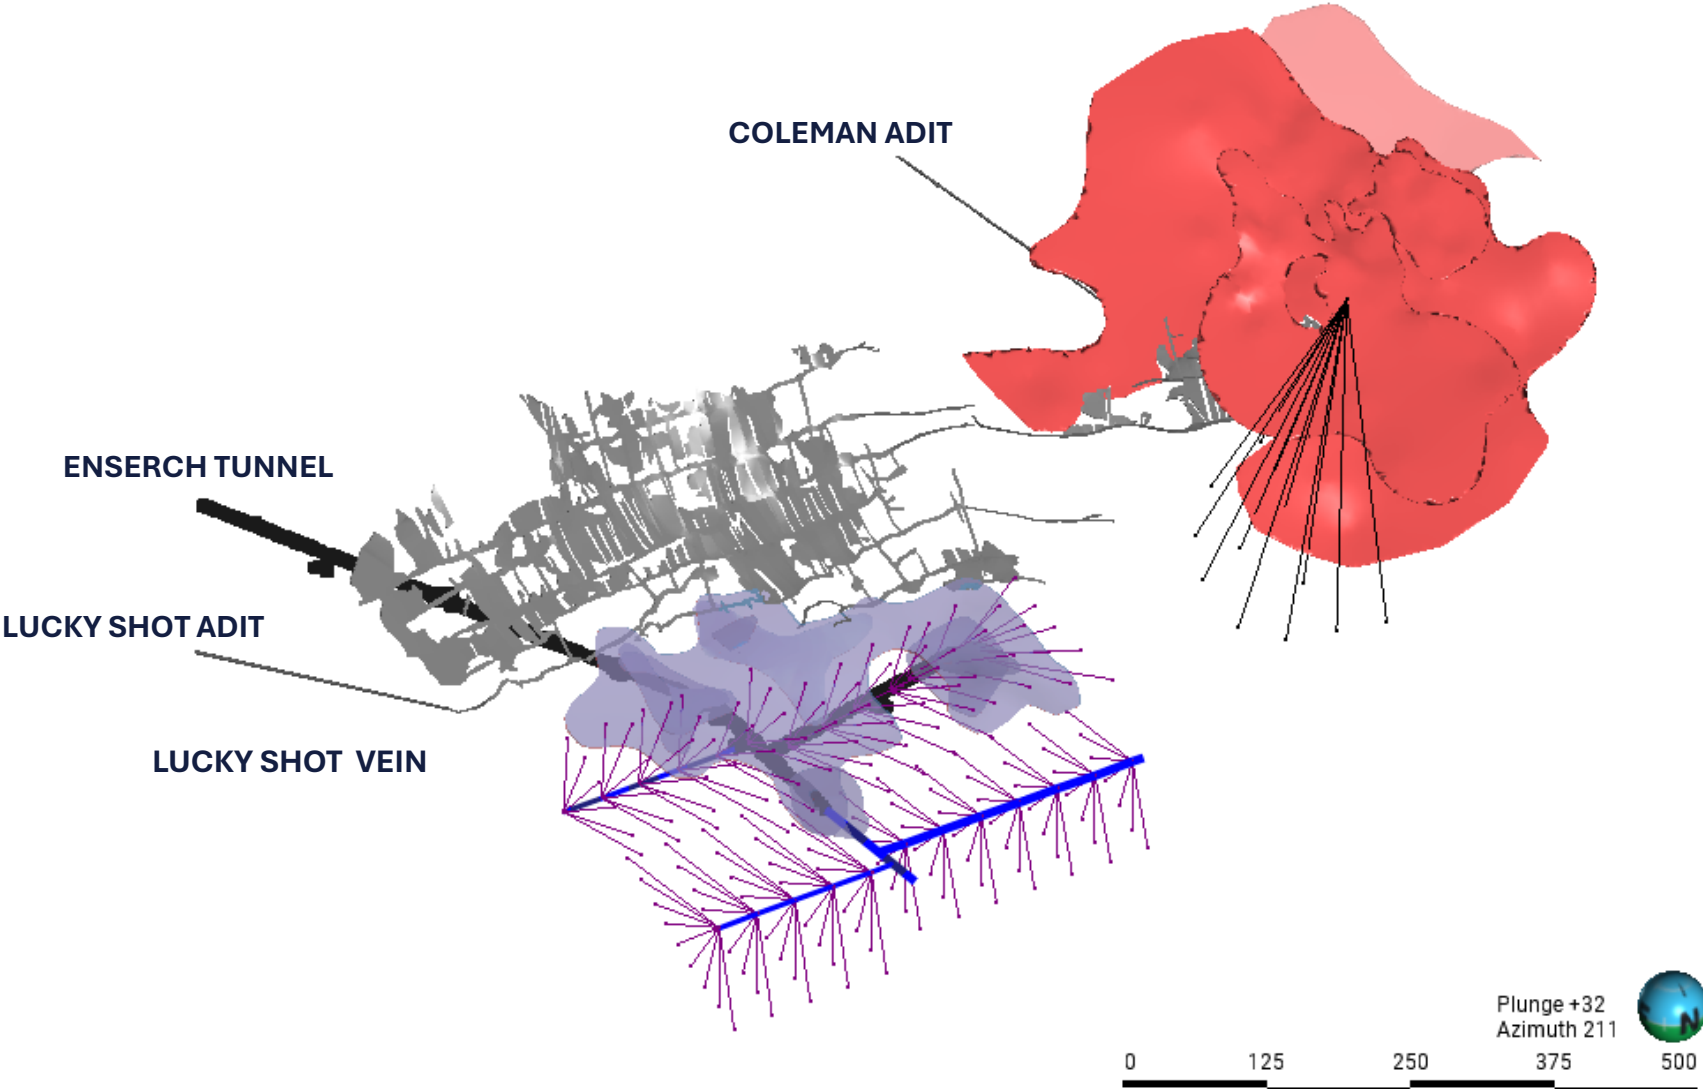 COLEMAN ADIT
ENSERCH TUNNEL
LUCKY SHOT ADIT
LUCKY SHOT VEIN
Plunge +32
Azimuth 211
N
0 125 250 375 500